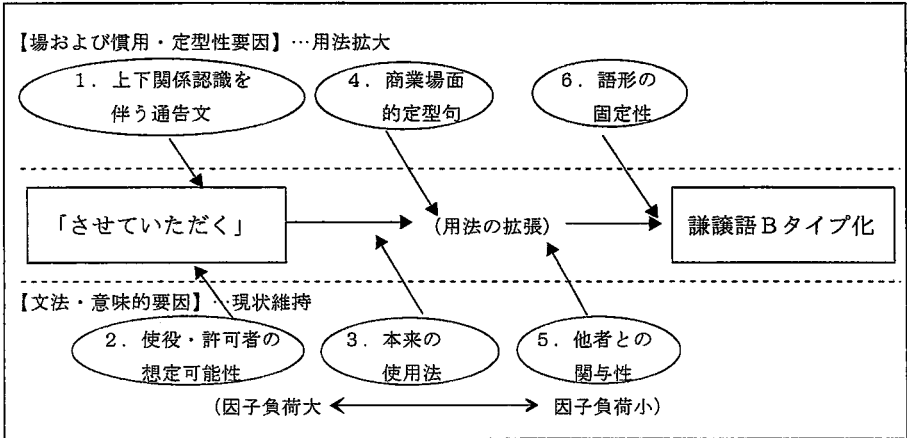 【場および慣用・定型性要因】…用法拡大
1．上下関係認識を
伴う通告文
4．商業場面
的定型句
6．語形の
固定性
「させていただく」
(用法の拡張)
謙譲語Bタイプ化
【文法・意味的要因】…現状維持
2．使役・許可者の
想定可能性
3．本来の
使用法
5．他者との
関与性
(因子負荷大
因子負荷小)